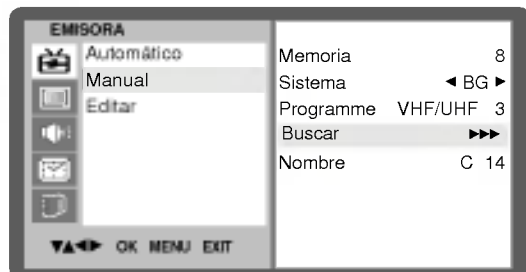 EMISORA
Automático
Manual
Editar
▼▲◄► OK MENU EXIT
Memoria 8
Sistema ◄ BG ►
Programme VHF/UHF 3
Buscar ►►►
Nombre C 14